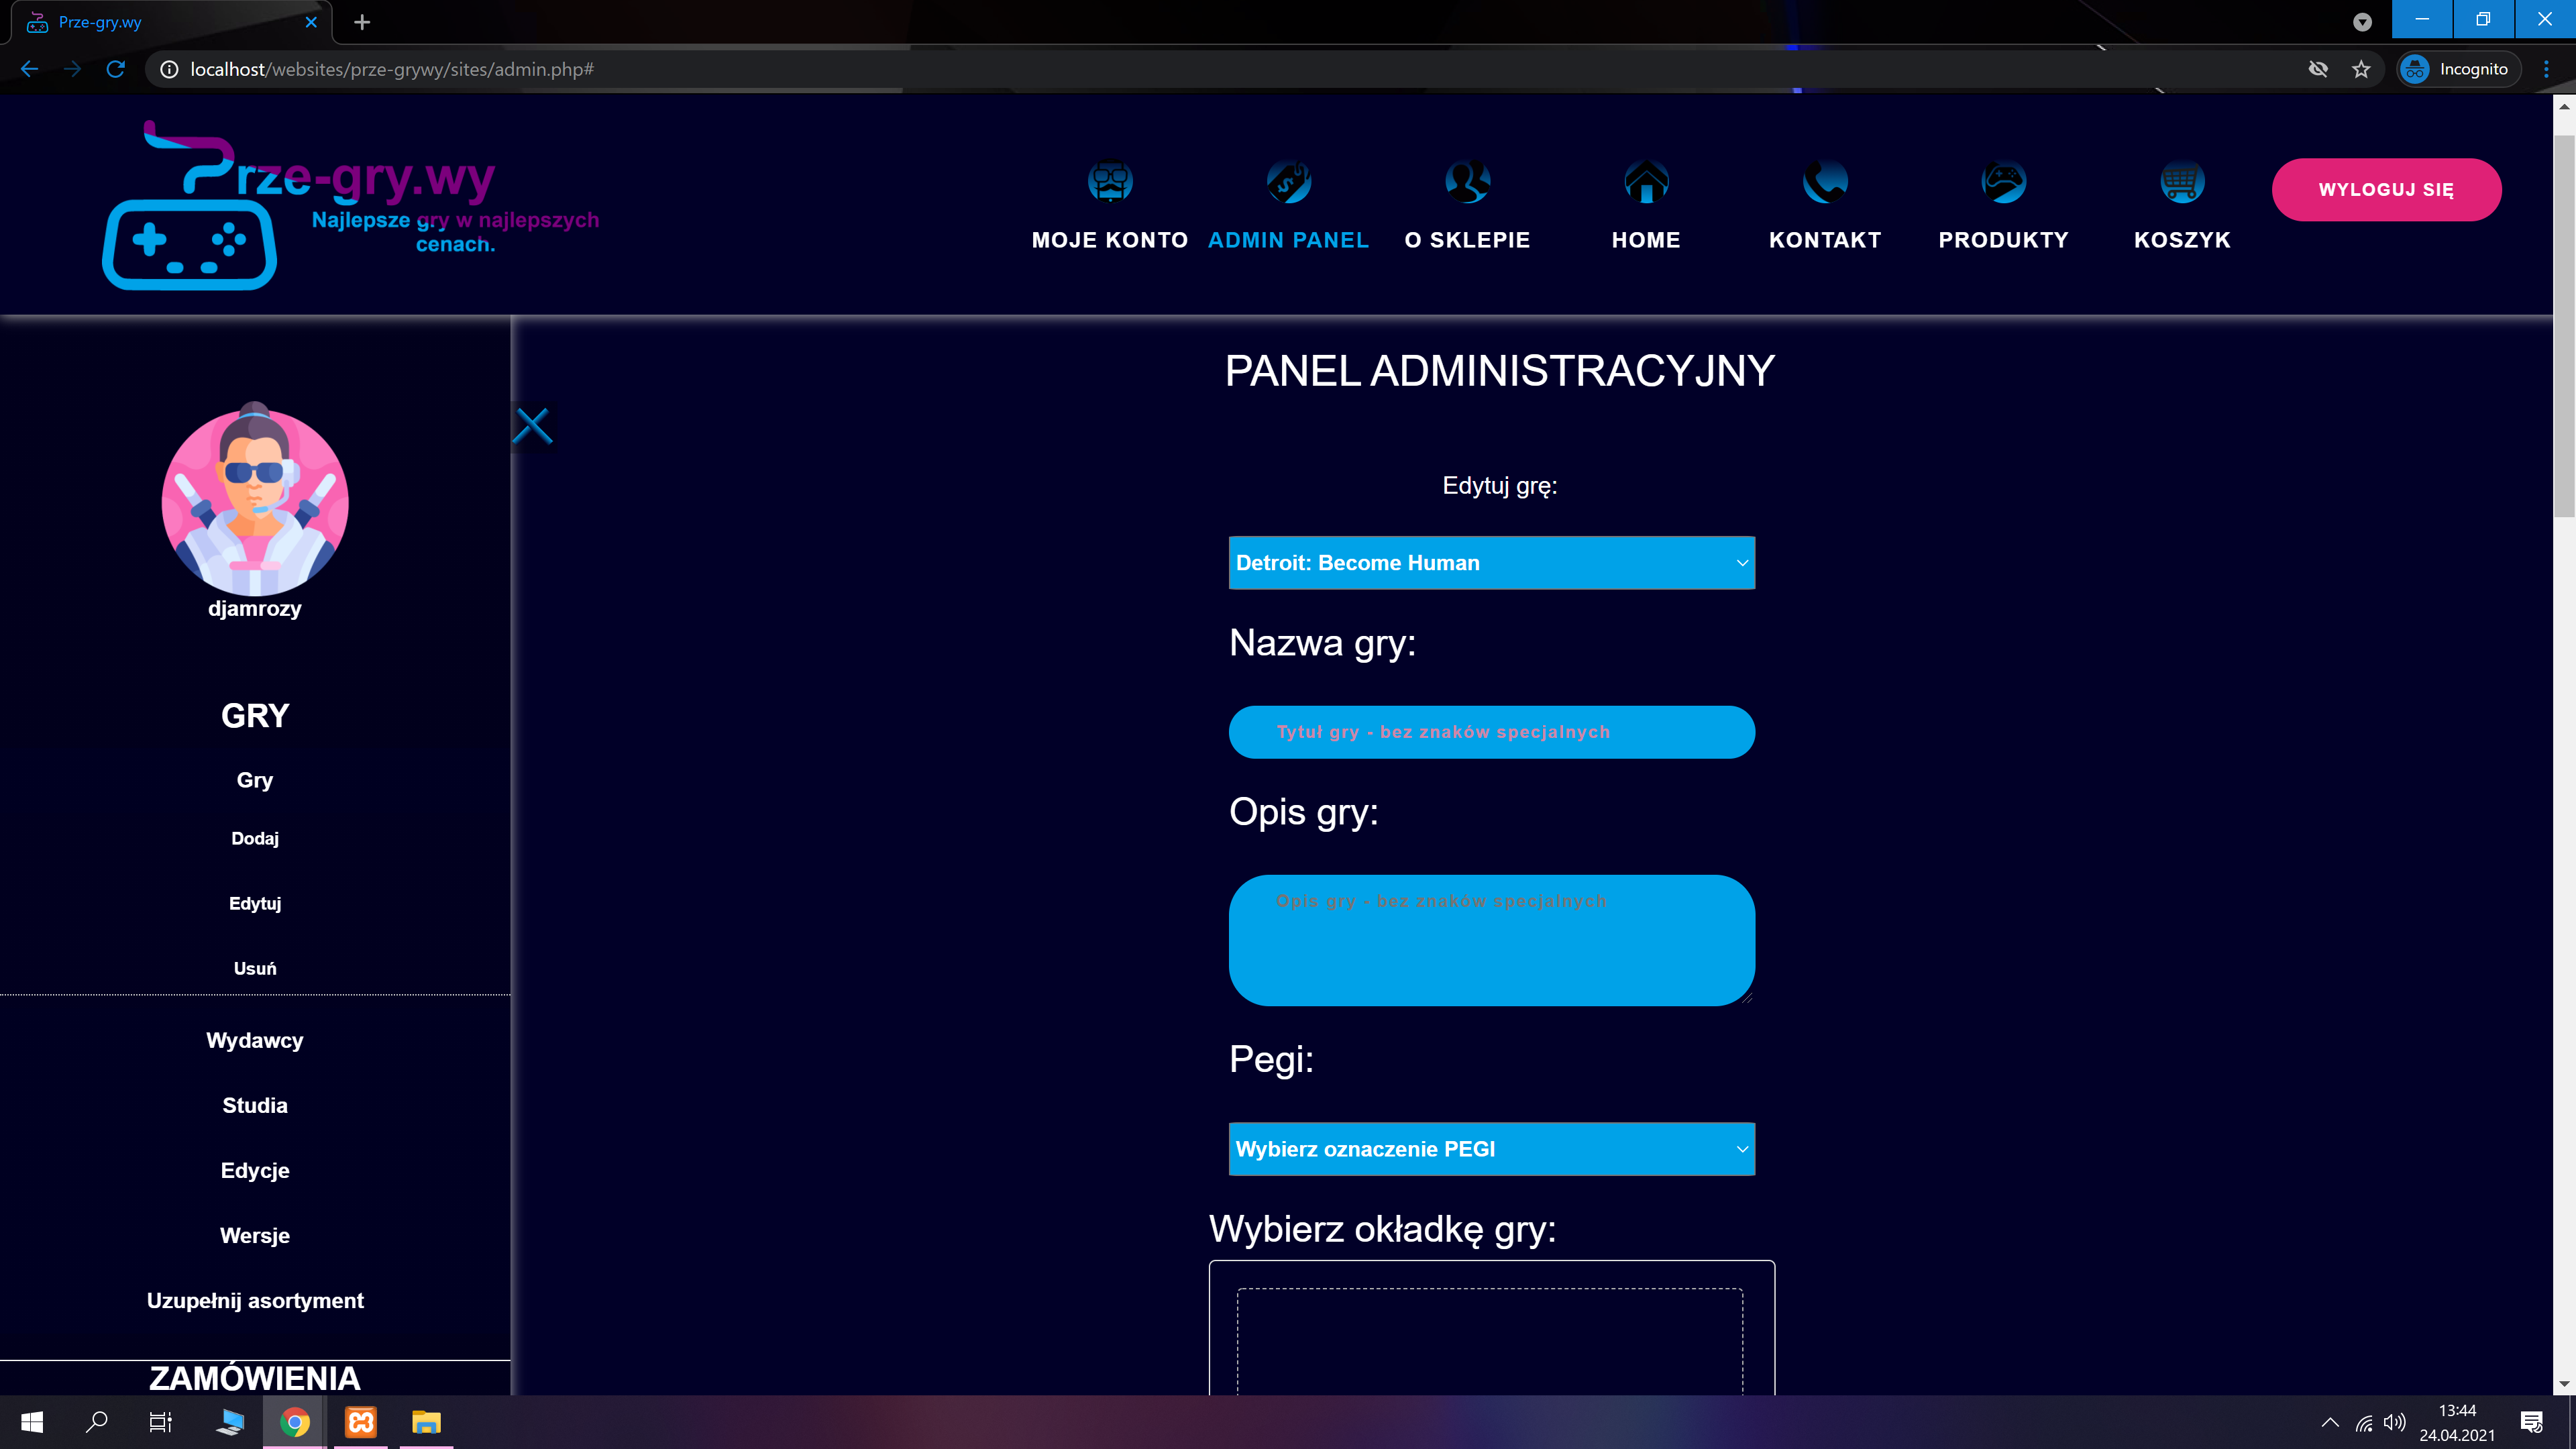 Prze-gry.wy
localhost/websites/prze-grywy/sites/admin.php#
Incognito
Prze-gry.wy
Najlepsze gry w najlepszych
cenach.
MOJE KONTO
ADMIN PANEL
O SKLEPIE
HOME
KONTAKT
PRODUKTY
KOSZYK
WYLOGUJ SIĘ
djamrozy
GRY
Gry
Dodaj
Edytuj
Usuń
Wydawcy
Studia
Edycje
Wersje
Uzupełnij asortyment
ZAMÓWIENIA
PANEL ADMINISTRACYJNY
Edytuj grę:
Detroit: Become Human
Nazwa gry:
Tytuł gry - bez znaków specjalnych
Opis gry:
Opis gry - bez znaków specjalnych
Pegi:
Wybierz oznaczenie PEGI
Wybierz okładkę gry:
13:44
24.04.2021